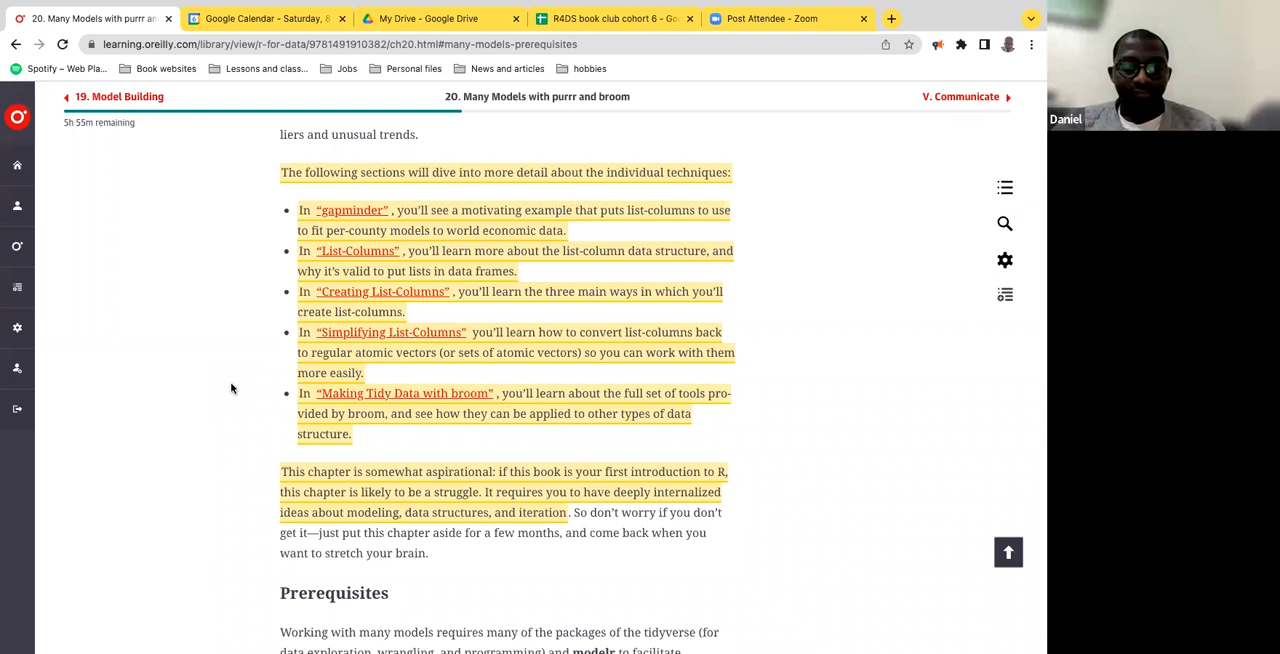 20. Many Models with purrr and
Google Calendar - Saturday, 8
My Drive - Google Drive
R4DS book club cohort 6 - Go
Post Attendee - Zoom
learning.oreilly.com/library/view/r-for-data/9781491910382/ch20.html#many-models-prerequisites
Spotify – Web Pla...
Book websites
Lessons and class...
Jobs
Personal files
News and articles
hobbies
19. Model Building
20. Many Models with purrr and broom
V. Communicate
5h 55m remaining
liers and unusual trends.
The following sections will dive into more detail about the individual techniques:
• In “gapminder” , you’ll see a motivating example that puts list-columns to use
to fit per-county models to world economic data.
• In “List-Columns” , you’ll learn more about the list-column data structure, and
why it’s valid to put lists in data frames.
• In “Creating List-Columns” , you’ll learn the three main ways in which you’ll
create list-columns.
• In “Simplifying List-Columns” you’ll learn how to convert list-columns back
to regular atomic vectors (or sets of atomic vectors) so you can work with them
more easily.
• In “Making Tidy Data with broom” , you’ll learn about the full set of tools pro-
vided by broom, and see how they can be applied to other types of data
structure.
This chapter is somewhat aspirational: if this book is your first introduction to R,
this chapter is likely to be a struggle. It requires you to have deeply internalized
ideas about modeling, data structures, and iteration. So don’t worry if you don’t
get it—just put this chapter aside for a few months, and come back when you
want to stretch your brain.
Prerequisites
Working with many models requires many of the packages of the tidyverse (for
data exploration, wrangling, and programming) and modelr to facilitate
Daniel